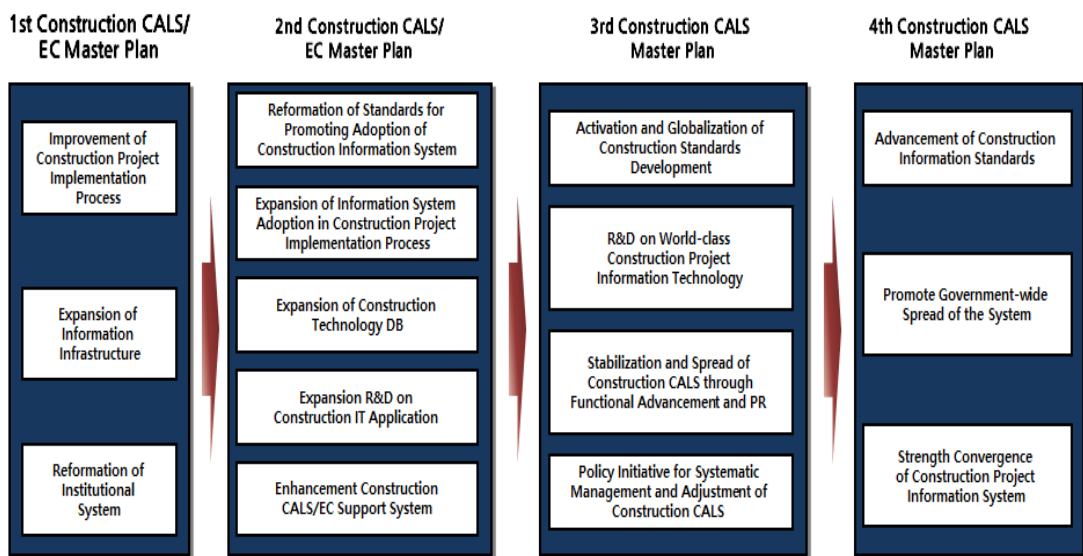 1st Construction CALS/
EC Master Plan
Improvement of
Construction Project
Implementation
Process
Expansion of
Information
Infrastructure
Reformation of
Institutional
System
2nd Construction CALS/
EC Master Plan
Reformation of Standards for
Promoting Adoption of
Construction Information System
Expansion of Information System
Adoption in Construction Project
Implementation Process
Expansion of Construction
Technology DB
Expansion R&D on
Construction IT Application
Enhancement Construction
CALS/EC Support System
3rd Construction CALS
Master Plan
Activation and Globalization of
Construction Standards
Development
R&D on World-class
Construction Project
Information Technology
Stabilization and Spread of
Construction CALS through
Functional Advancement and PR
Policy Initiative for Systematic
Management and Adjustment of
Construction CALS
4th Construction CALS
Master Plan
Advancement of Construction
Information Standards
Promote Government-wide
Spread of the System
Strength Convergence
of Construction Project
Information System